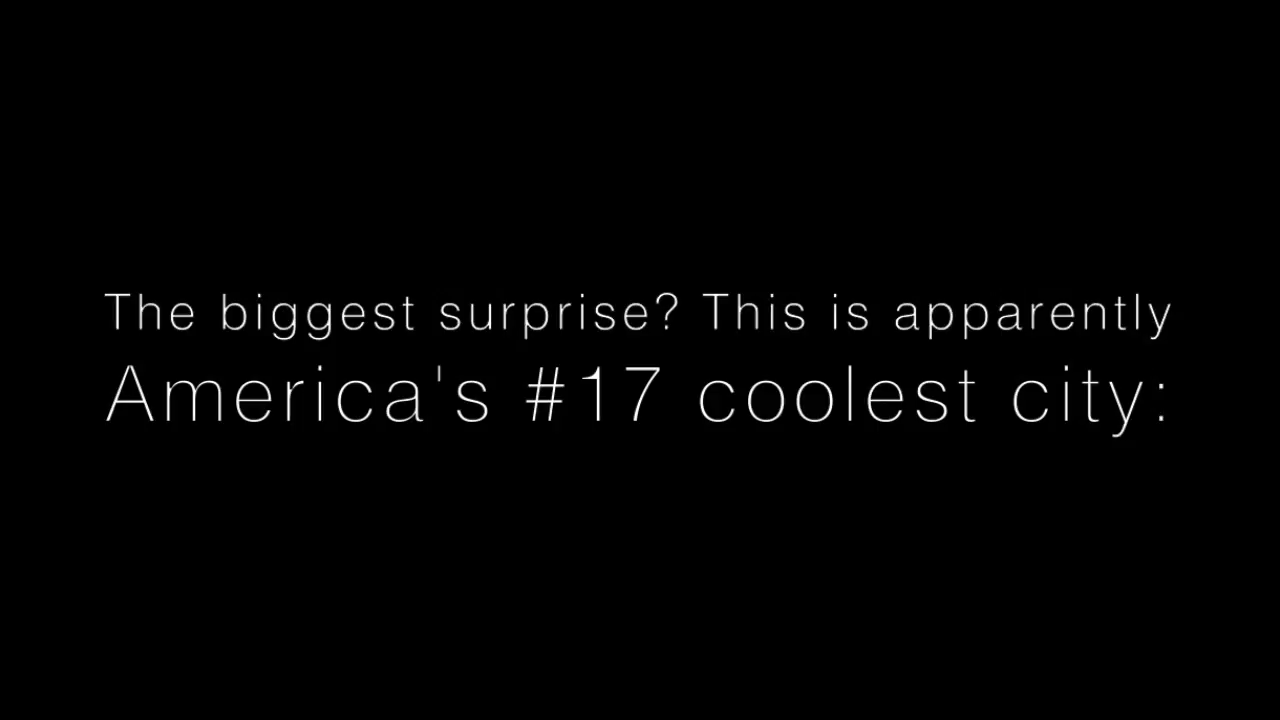 The biggest surprise? This is apparently
America's #17 coolest city: